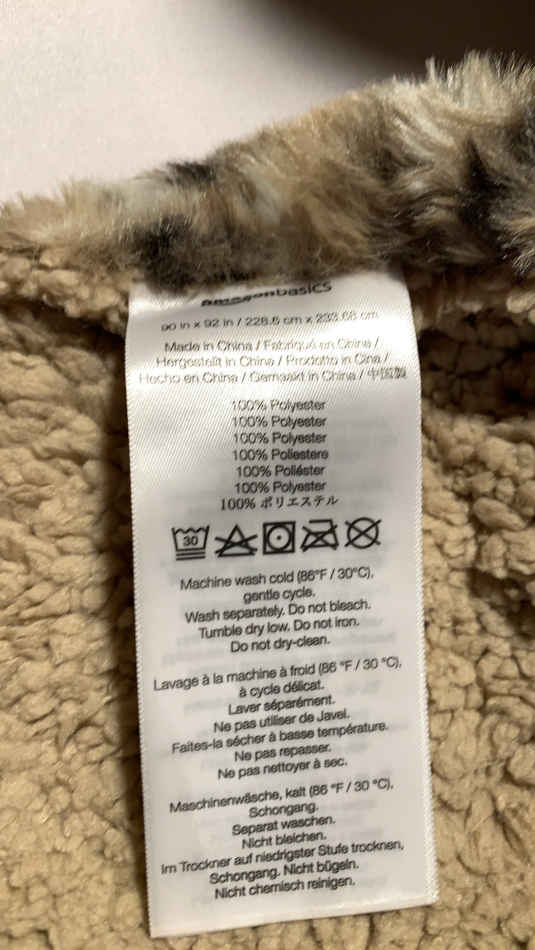 amazonbasics
90 in x 92 in / 228.6 cm x 233.68 cm
Made in China / Fabriqué en Chine /
Hergestellt in China / Prodotto in Cina /
Hecho en China / Gemaakt in China / 中国製
100% Polyester
100% Polyester
100% Polyester
100% Poliestere
100% Poliéster
100% Polyester
100% ポリエステル
30
Machine wash cold (86°F / 30°C),
gentle cycle.
Wash separately. Do not bleach.
Tumble dry low. Do not iron.
Do not dry-clean.
Lavage à la machine à froid (86 °F / 30 °C),
à cycle délicat.
Laver séparément.
Ne pas utiliser de Javel.
Faites-la sécher à basse température.
Ne pas repasser.
Ne pas nettoyer à sec.
Maschinenwäsche, kalt (86 °F / 30 °C),
Schongang.
Separat waschen.
Nicht bleichen.
Im Trockner auf niedrigster Stufe trocknen,
Schongang. Nicht bügeln.
Nicht chemisch reinigen.